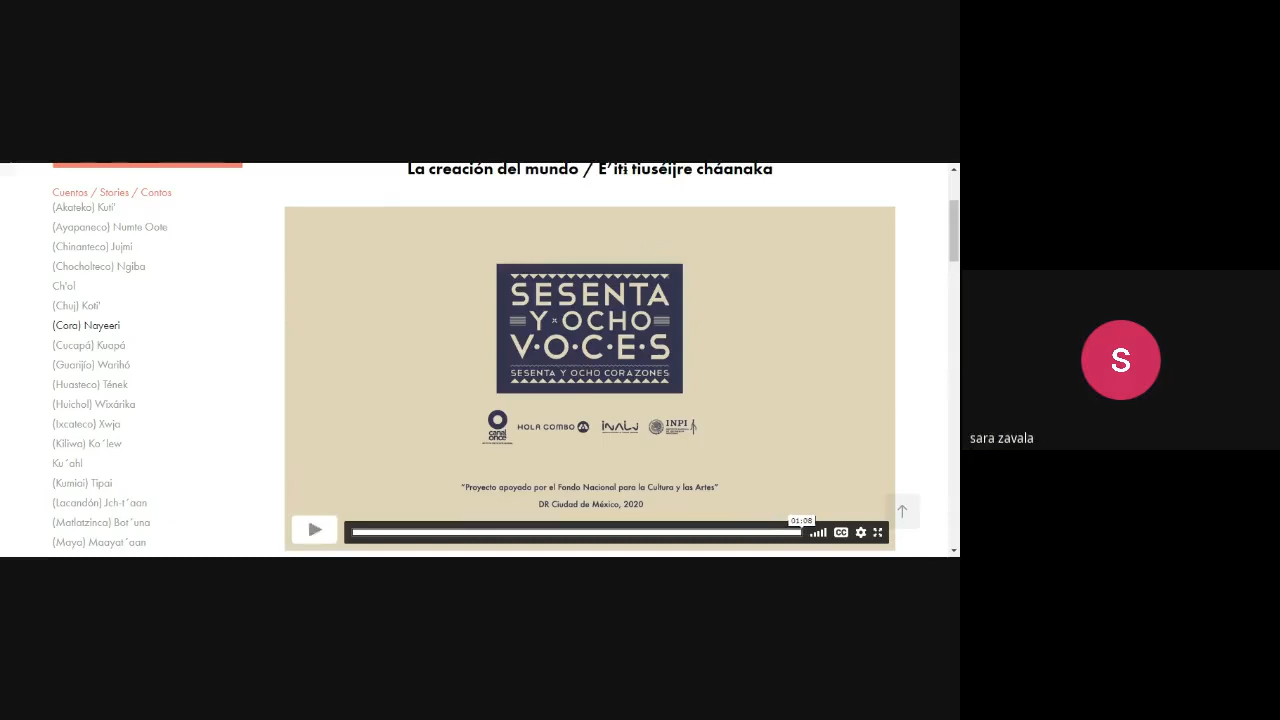 La creación del mundo / E´itɨ tiuséijre cháanaka
Cuentos / Stories / Contos
(Akateko) Kuti'
(Ayapaneco) Numte Oote
(Chinanteco) Jujmi
(Chocholteco) Ngiba
Ch'ol
(Chuj) Koti'
(Cora) Nayeeri
(Cucapá) Kuapá
(Guarijío) Warihó
(Huasteco) Tének
(Huichol) Wixárika
(Ixcateco) Xwja
(Kiliwa) Ko´lew
Ku´ahl
(Kumiai) Tipai
(Lacandón) Jch-t´aan
(Matlatzinca) Bot´una
(Maya) Maayat´aan
SESENTA
Y OCHO
V·O·C·E·S
SESENTA Y OCHO CORAZONES
canal once
HOLA COMBO
INALI
INPI
“Proyecto apoyado por el Fondo Nacional para la Cultura y las Artes”
DR Ciudad de México, 2020
01:08
CC
S
sara zavala